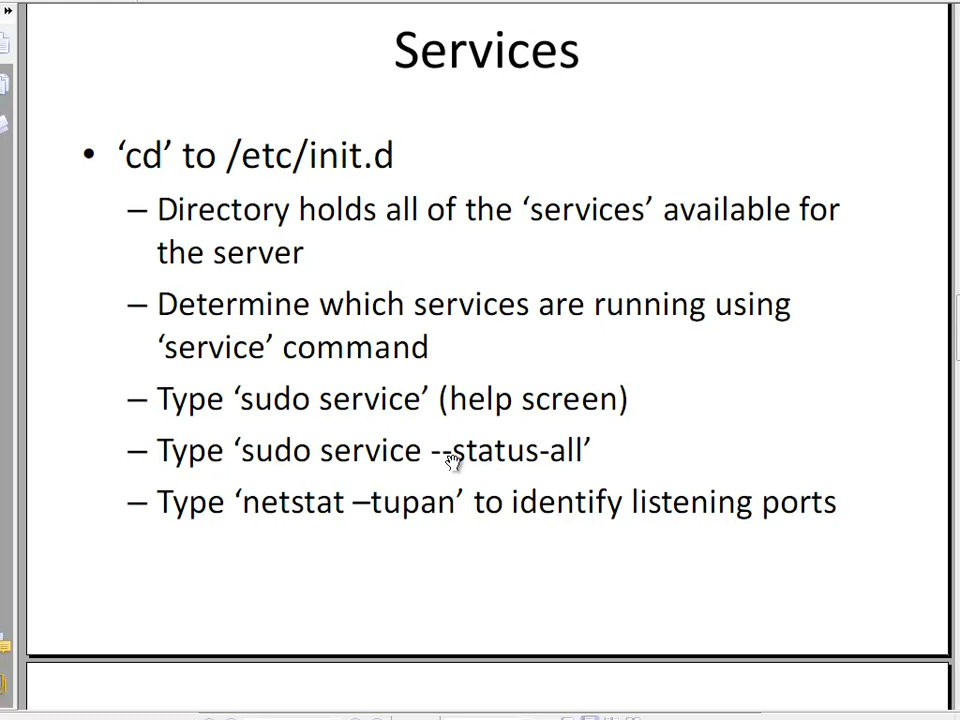 Services
• ‘cd’ to /etc/init.d
– Directory holds all of the ‘services’ available for
the server
– Determine which services are running using
‘service’ command
– Type ‘sudo service’ (help screen)
– Type ‘sudo service --status-all’
– Type ‘netstat –tupan’ to identify listening ports